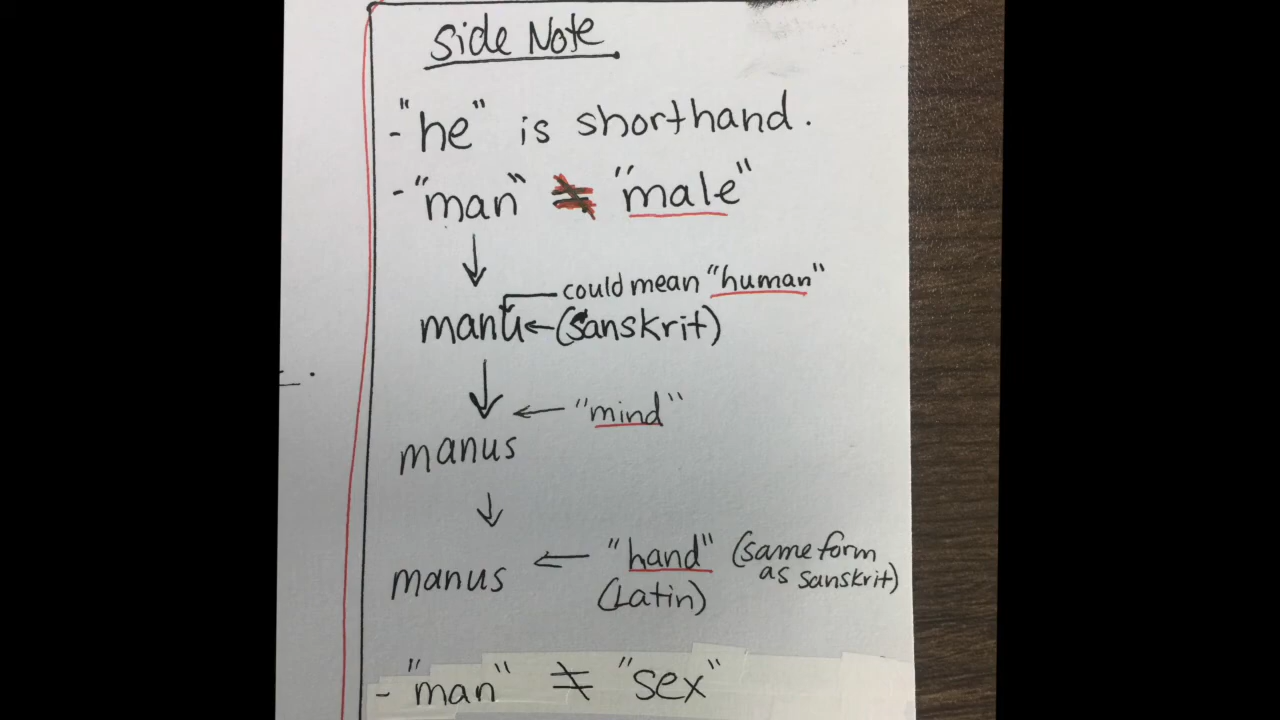 Side Note
- "he" is shorthand.
- "man" ≠ "male"
↓
could mean "human"
manu ← (Sanskrit)
↓
← "mind"
manus
↓
manus ← "hand" (same form
as sanskrit)
(Latin)
- "man" ≠ "sex"